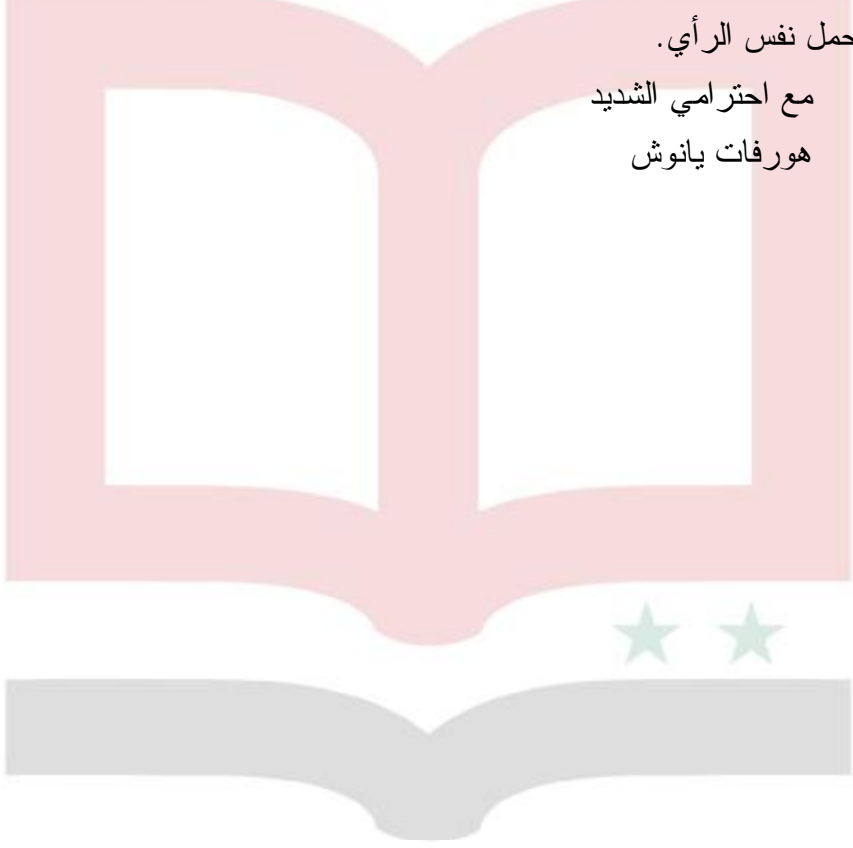 حمل نفس الرأي.
مع احترامي الشديد
هورفات يانوش